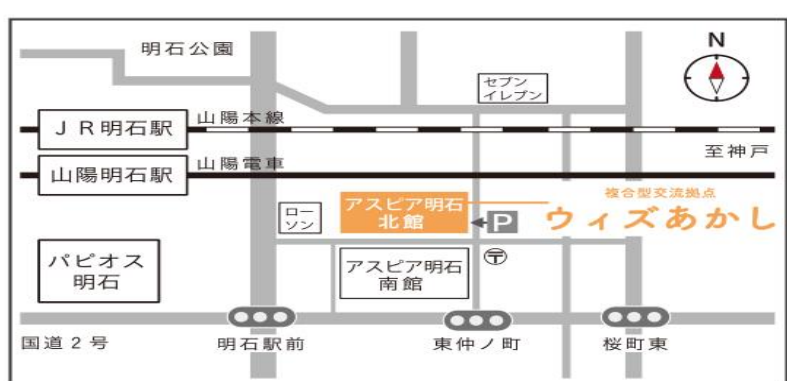 明石公園
N
セブン
イレブン
JR明石駅
山陽本線
至神戸
山陽明石駅
山陽電車
複合型交流拠点
ウィズあかし
アスピア明石
北館
P
ロー
ソン
パピオス
明石
アスピア明石
南館
〒
国道2号
明石駅前
東仲ノ町
桜町東